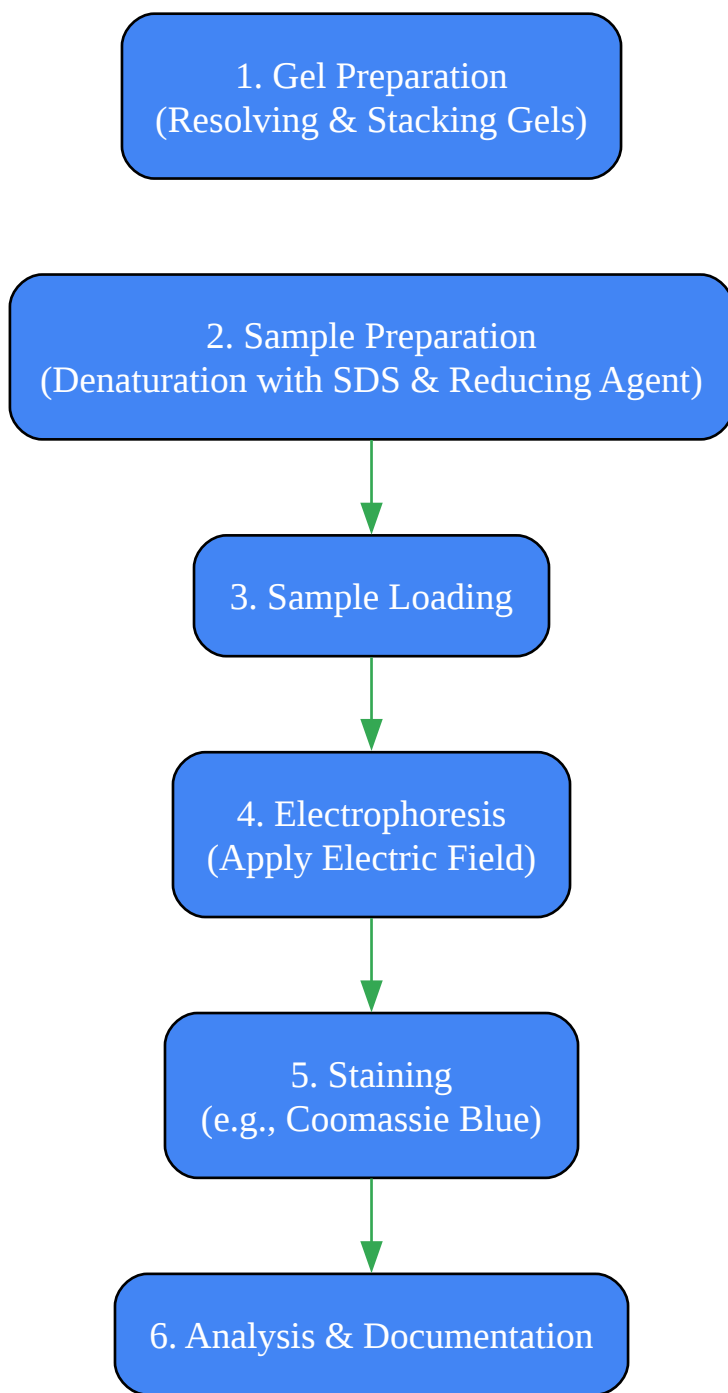 1. Gel Preparation
(Resolving & Stacking Gels)
2. Sample Preparation
(Denaturation with SDS & Reducing Agent)
3. Sample Loading
4. Electrophoresis
(Apply Electric Field)
5. Staining
(e.g., Coomassie Blue)
6. Analysis & Documentation